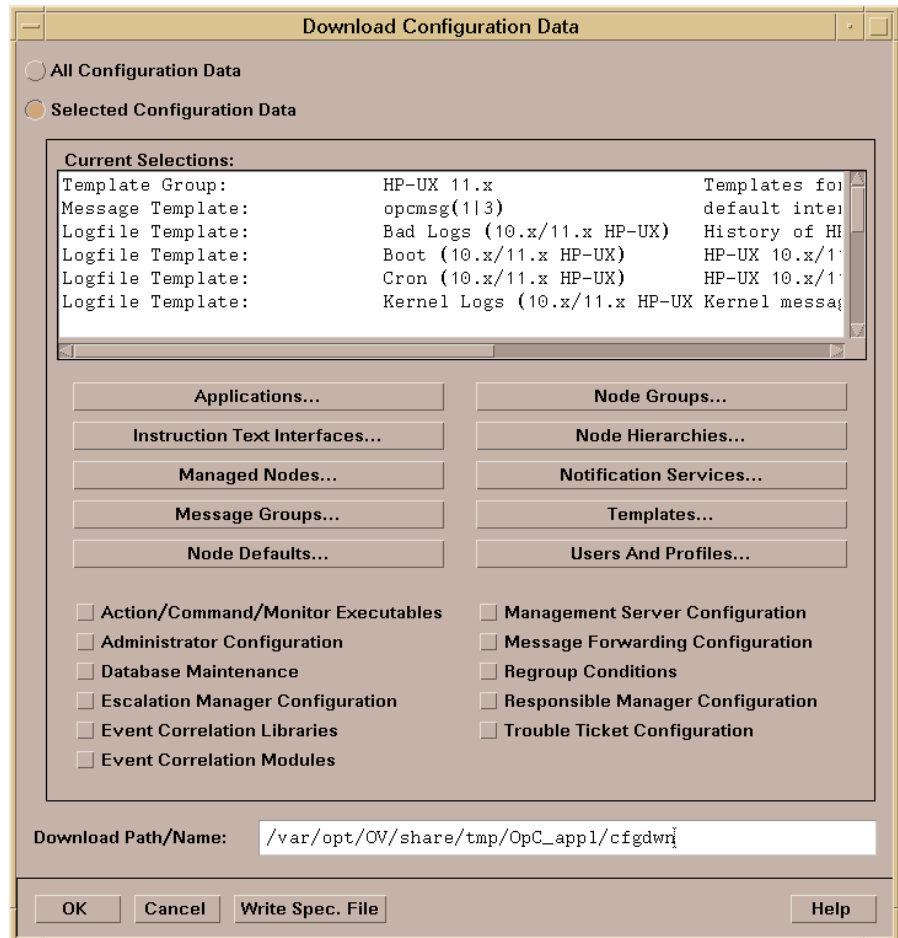 Download Configuration Data
All Configuration Data
Selected Configuration Data
Current Selections:
Template Group: HP-UX 11.x Templates for
Message Template: opcmsg(1|3) default inter
Logfile Template: Bad Logs (10.x/11.x HP-UX) History of HP
Logfile Template: Boot (10.x/11.x HP-UX) HP-UX 10.x/1
Logfile Template: Cron (10.x/11.x HP-UX) HP-UX 10.x/1
Logfile Template: Kernel Logs (10.x/11.x HP-UX Kernel messag
Applications... Node Groups...
Instruction Text Interfaces... Node Hierarchies...
Managed Nodes... Notification Services...
Message Groups... Templates...
Node Defaults... Users And Profiles...
Action/Command/Monitor Executables Management Server Configuration
Administrator Configuration Message Forwarding Configuration
Database Maintenance Regroup Conditions
Escalation Manager Configuration Responsible Manager Configuration
Event Correlation Libraries Trouble Ticket Configuration
Event Correlation Modules
Download Path/Name: /var/opt/OV/share/tmp/OpC_appl/cfgdwn
OK Cancel Write Spec. File Help